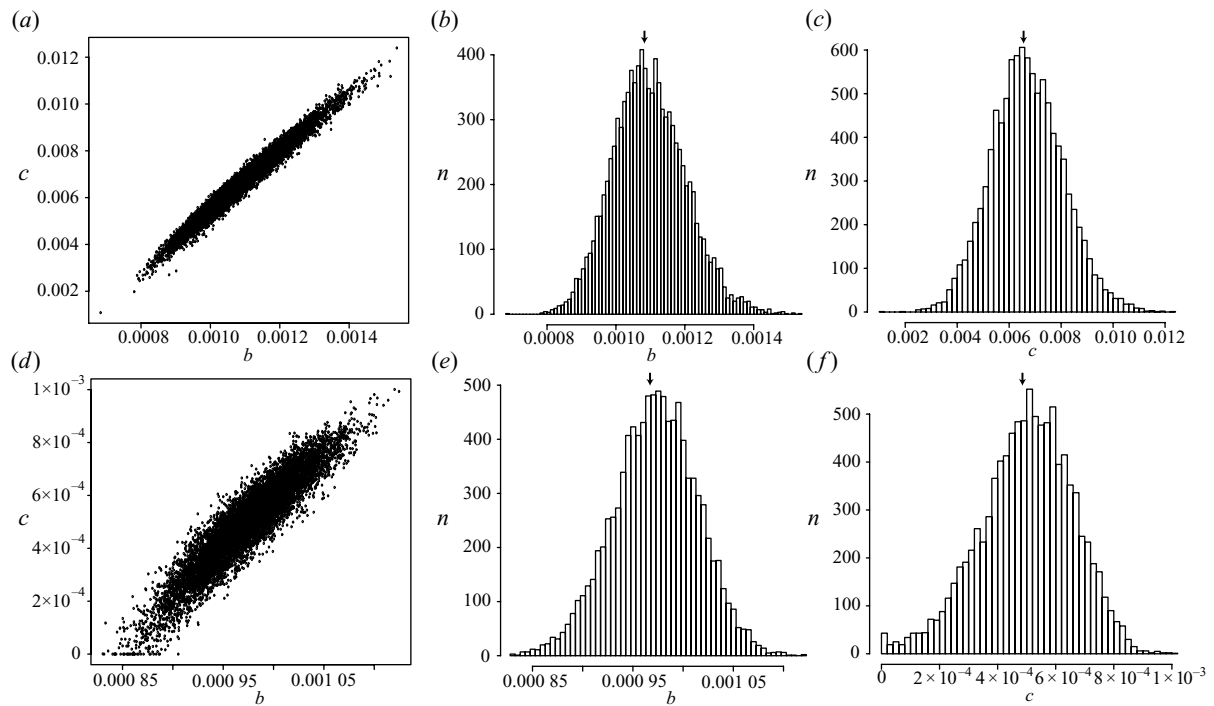 (a)
c
0.012
0.010
0.008
0.006
0.004
0.002
0.0008 0.0010 0.0012 0.0014
b
(b)
n
400
300
200
100
0
0.0008 0.0010 0.0012 0.0014
b
(c)
n
600
500
400
300
200
100
0
0.002 0.004 0.006 0.008 0.010 0.012
c
(d)
c
1×10⁻³
8×10⁻⁴
6×10⁻⁴
4×10⁻⁴
2×10⁻⁴
0
0.000 85 0.000 95 0.001 05
b
(e)
n
500
400
300
200
100
0
0.000 85 0.000 95 0.001 05
b
(f)
n
500
400
300
200
100
0
0 2×10⁻⁴ 4×10⁻⁴ 6×10⁻⁴ 8×10⁻⁴ 1×10⁻³
c